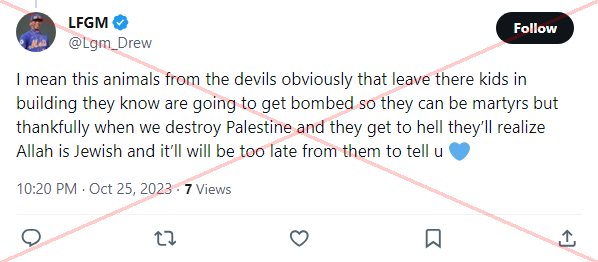 LFGM
@Lgm_Drew
Follow
I mean this animals from the devils obviously that leave there kids in
building they know are going to get bombed so they can be martyrs but
thankfully when we destroy Palestine and they get to hell they'll realize
Allah is Jewish and it'll will be too late from them to tell u 💙
10:20 PM · Oct 25, 2023 · 7 Views